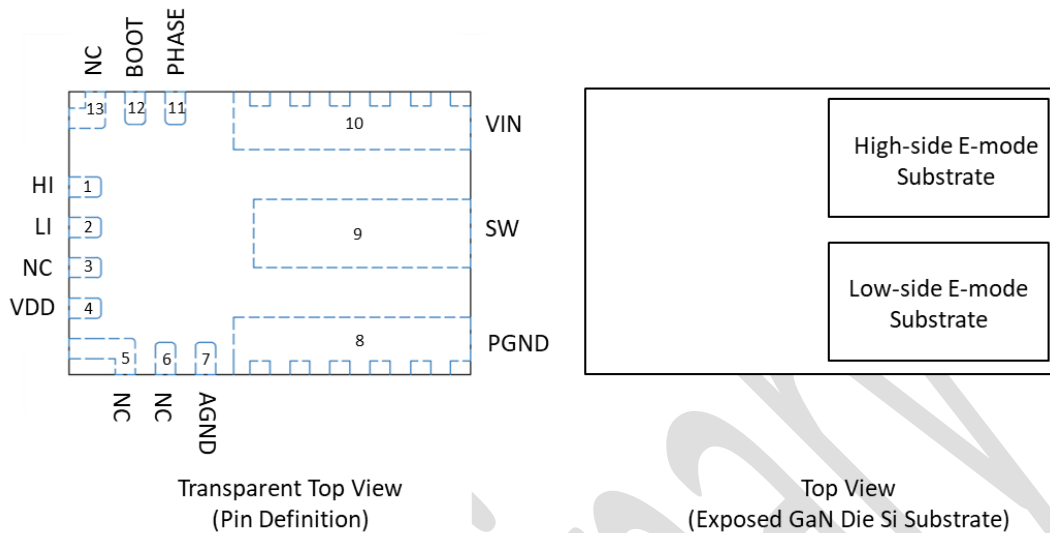 NC
BOOT
PHASE
13
12
11
10
VIN
HI
1
LI
2
9
SW
NC
3
VDD
4
5
6
7
8
PGND
NC
NC
AGND
Transparent Top View
(Pin Definition)
High-side E-mode
Substrate
Low-side E-mode
Substrate
Top View
(Exposed GaN Die Si Substrate)